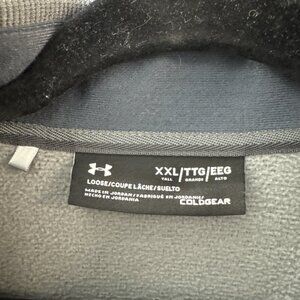 XXL/TTG/EEG
TALL GRANDE ALTO
LOOSE/COUPE LÂCHE/SUELTO
MADE IN JORDAN/FABRIQUÉ EN JORDANIE/
HECHO EN JORDANIA
COLDGEAR